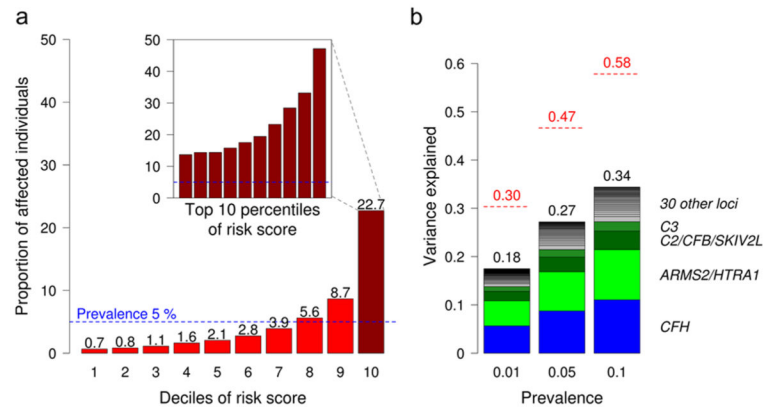 a
Proportion of affected individuals
50
40
30
20
10
0
50
40
30
20
10
0
Top 10 percentiles
of risk score
Prevalence 5 %
0.7
0.8
1.1
1.6
2.1
2.8
3.9
5.6
8.7
22.7
1 2 3 4 5 6 7 8 9 10
Deciles of risk score
b
Variance explained
0.6
0.5
0.4
0.3
0.2
0.1
0
0.30
0.47
0.58
0.18
0.27
0.34
30 other loci
C3
C2/CFB/SKIV2L
ARMS2/HTRA1
CFH
0.01 0.05 0.1
Prevalence